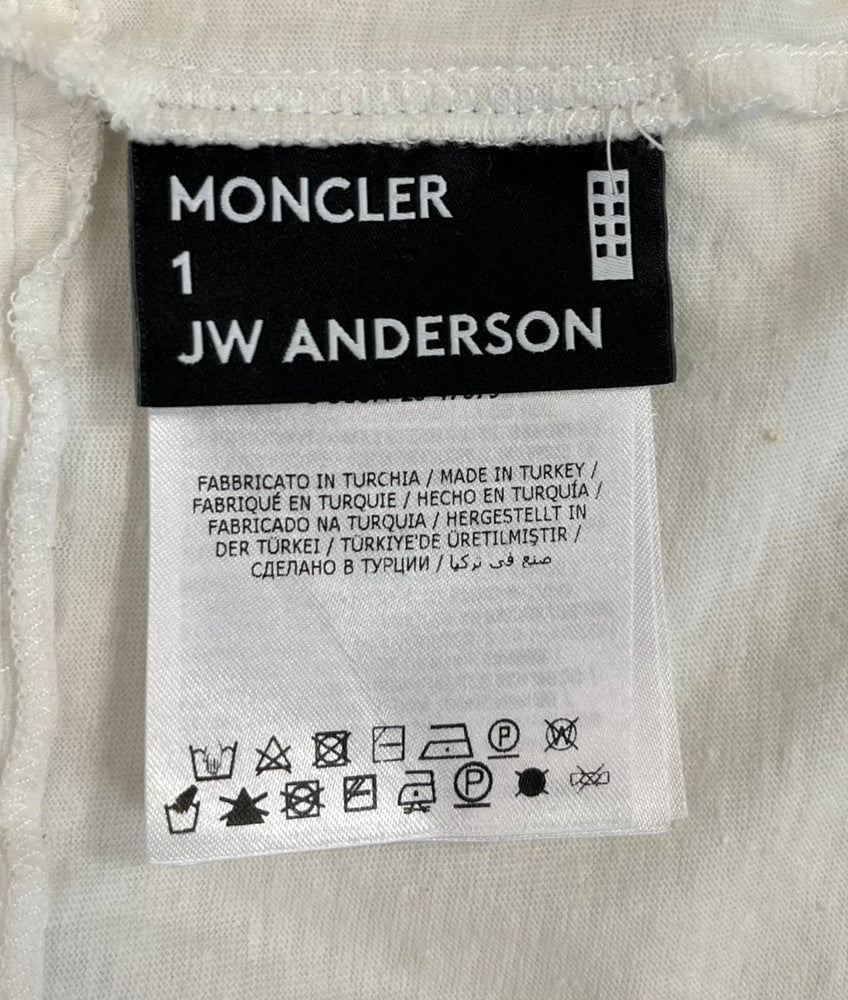 MONCLER
1
JW ANDERSON
FABBRICATO IN TURCHIA / MADE IN TURKEY /
FABRIQUÉ EN TURQUIE / HECHO EN TURQUÍA /
FABRICADO NA TURQUIA / HERGESTELLT IN
DER TÜRKEI / TÜRKIYE'DE ÜRETILMIŞTIR /
СДЕЛАНО В ТУРЦИИ / صنع في تركيا
P W
P